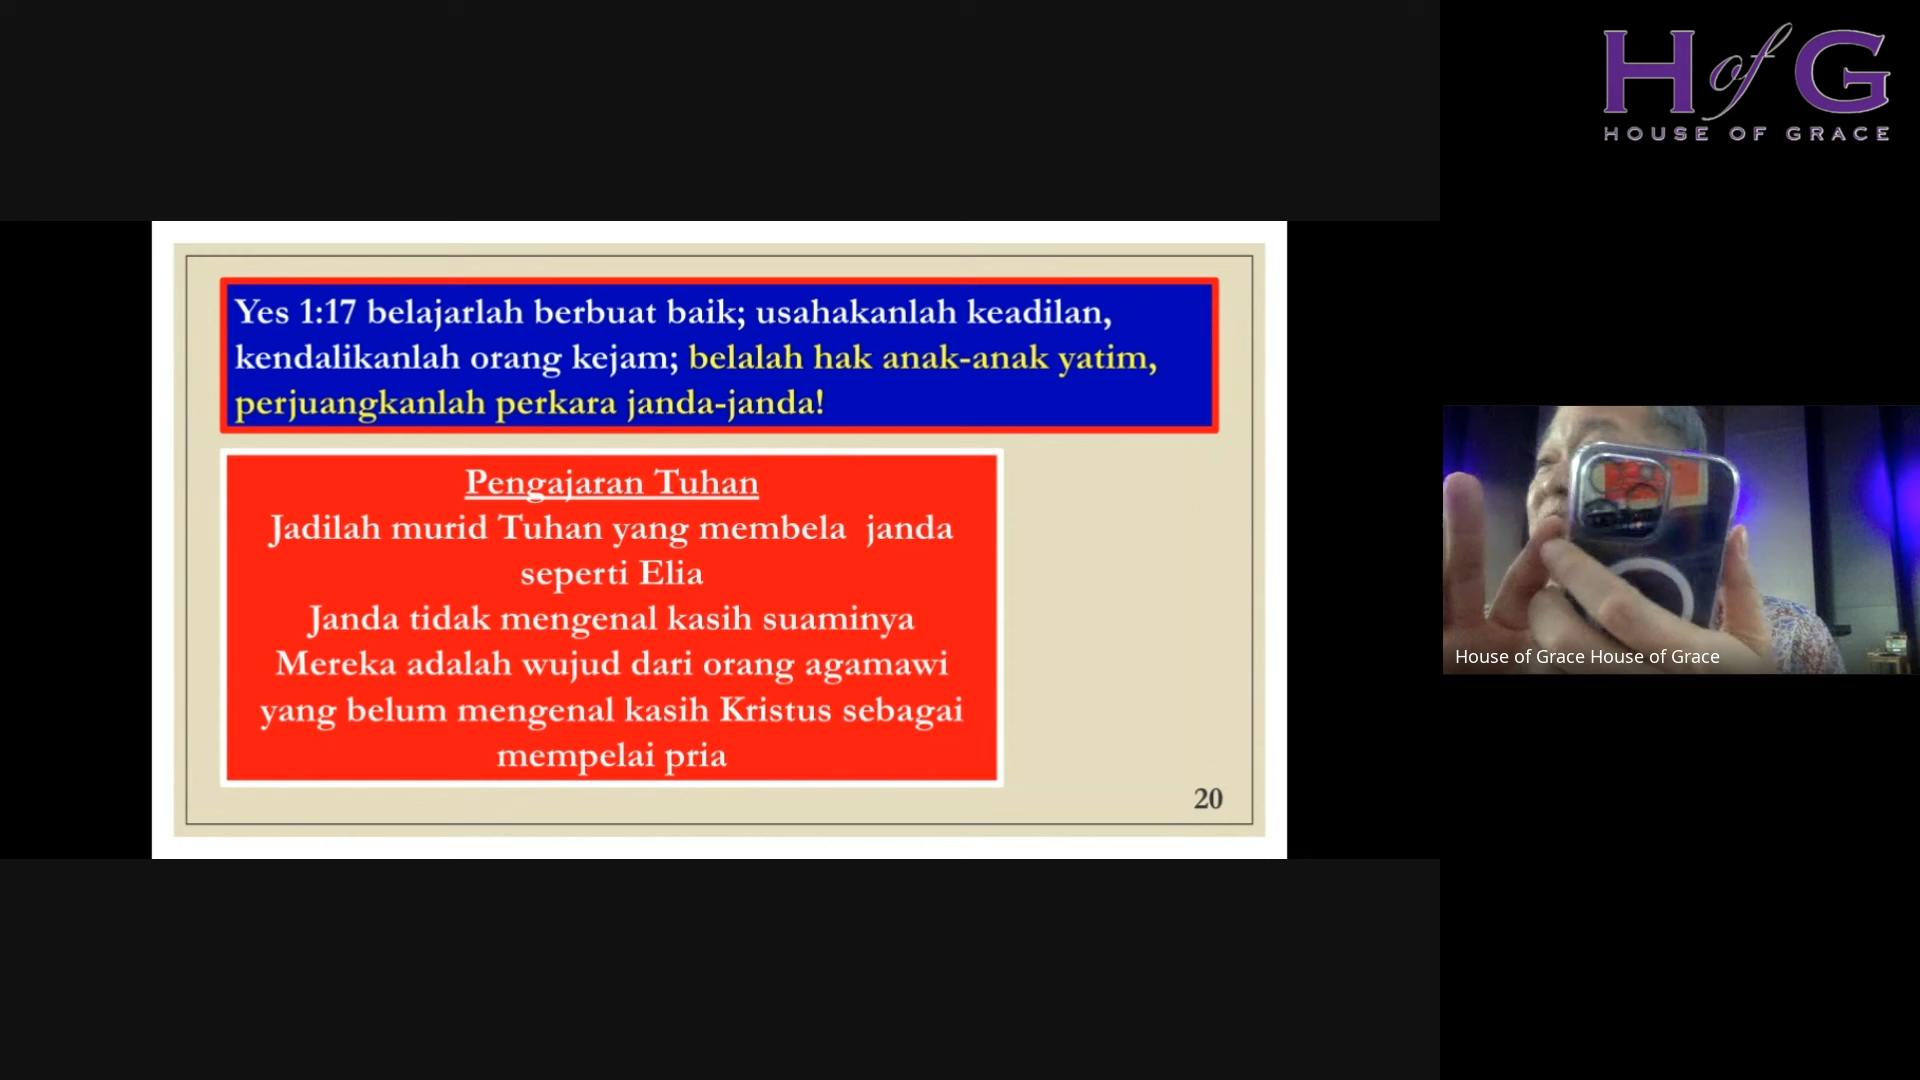 H of G
HOUSE OF GRACE
Yes 1:17 belajarlah berbuat baik; usahakanlah keadilan,
kendalikanlah orang kejam; belalah hak anak-anak yatim,
perjuangkanlah perkara janda-janda!
Pengajaran Tuhan
Jadilah murid Tuhan yang membela  janda
seperti Elia
Janda tidak mengenal kasih suaminya
Mereka adalah wujud dari orang agamawi
yang belum mengenal kasih Kristus sebagai
mempelai pria
20
House of Grace House of Grace